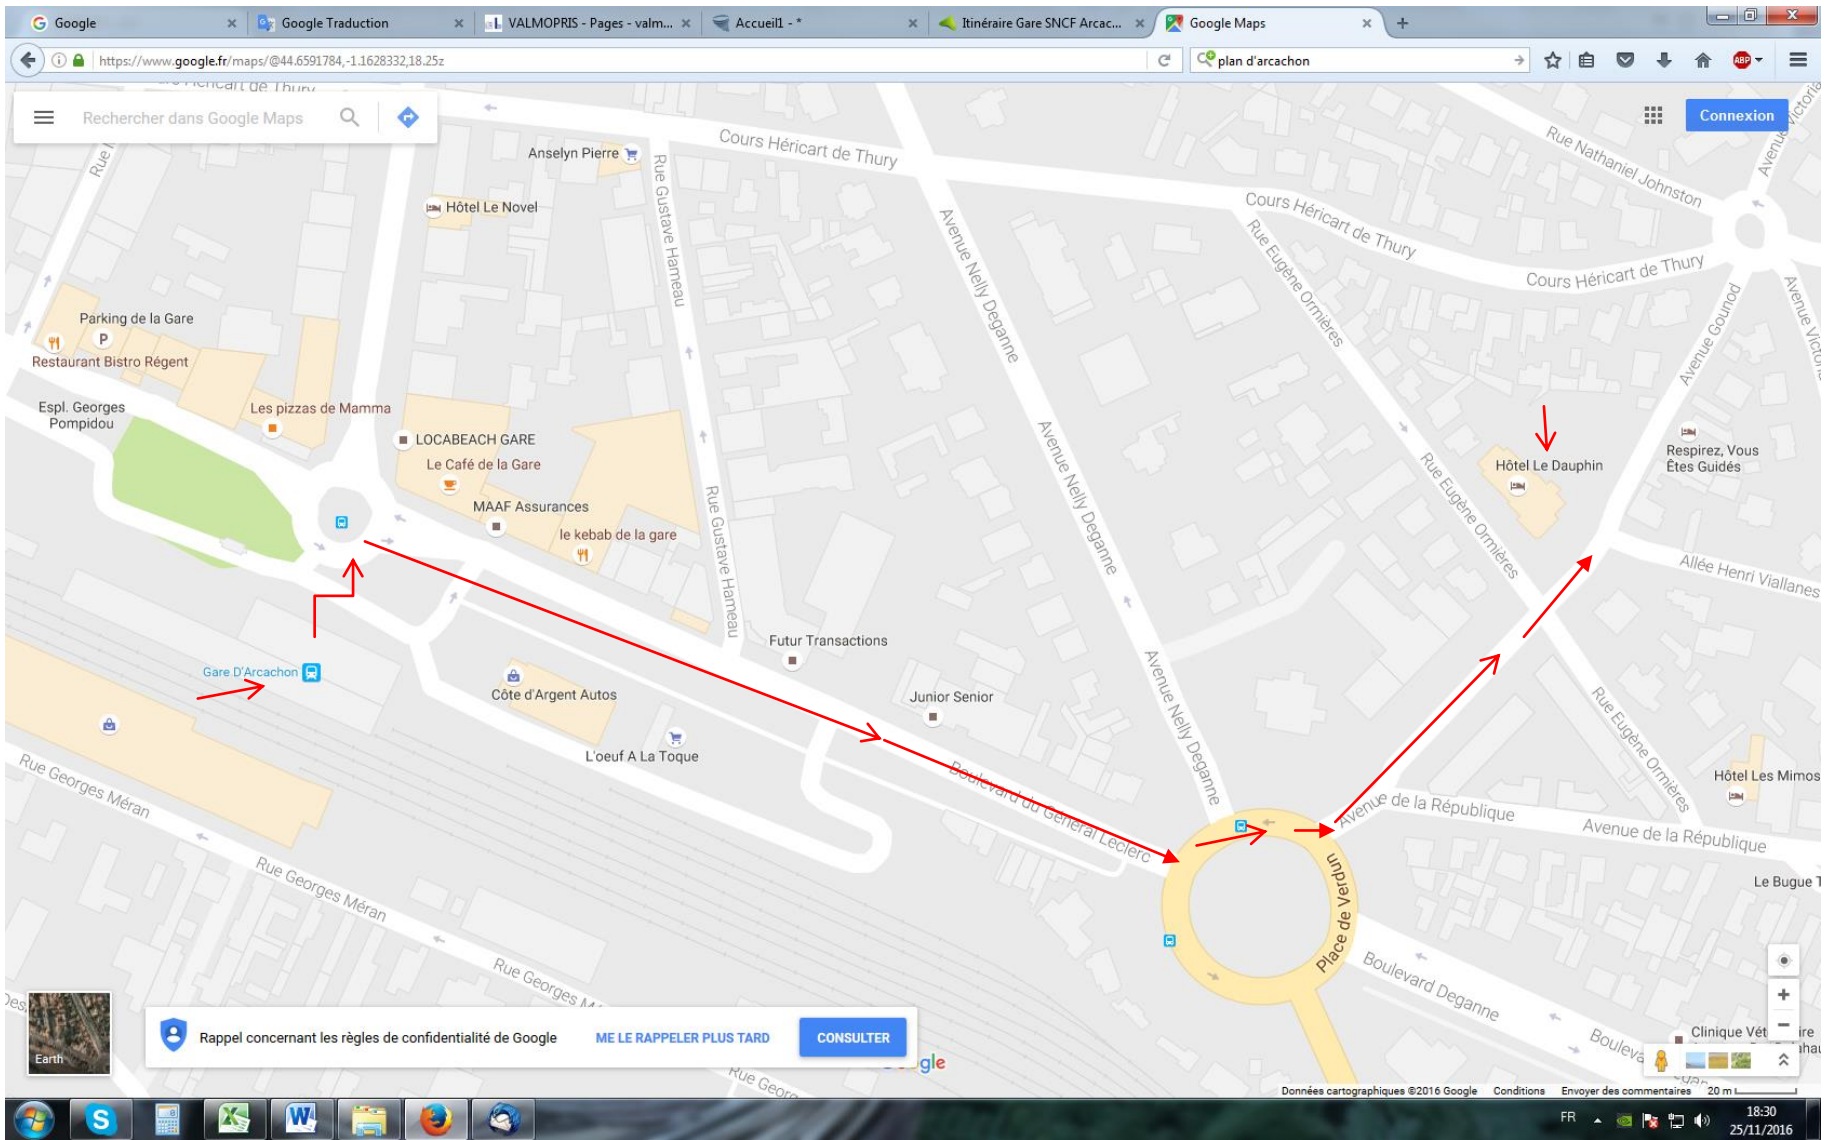 Google
Google Traduction
VALMOPRIS - Pages - valm...
Accueil1 - *
Itinéraire Gare SNCF Arcac...
Google Maps
https://www.google.fr/maps/@44.6591784,-1.1628332,18.25z
plan d'arcachon
ABP
Rechercher dans Google Maps
Connexion
Cours Héricart de Thury
Anselyn Pierre
Rue Gustave Hameau
Hôtel Le Novel
Rue Nathaniel Johnston
Cours Héricart de Thury
Avenue Nelly Deganne
Rue Eugène Ormières
Cours Héricart de Thury
Avenue Gounod
Parking de la Gare
P
Restaurant Bistro Régent
Espl. Georges
Pompidou
Les pizzas de Mamma
LOCABEACH GARE
Le Café de la Gare
MAAF Assurances
le kebab de la gare
Rue Gustave Hameau
Avenue Nelly Deganne
Rue Eugène Ormières
Hôtel Le Dauphin
Respirez, Vous
Êtes Guidés
Allée Henri Viallanes
Gare D'Arcachon
Côte d'Argent Autos
L'oeuf A La Toque
Futur Transactions
Junior Senior
Avenue Nelly Deganne
Rue Eugène Ormières
Hôtel Les Mimos
Boulevard du Général Leclerc
Avenue de la République
Avenue de la République
Le Bugue T
Place de Verdun
Boulevard Deganne
Rue Georges Méran
Rue Georges Méran
Rue Georges M
Rue Geor
Clinique Vét
ire
Earth
Rappel concernant les règles de confidentialité de Google
ME LE RAPPELER PLUS TARD
CONSULTER
gle
Données cartographiques ©2016 Google
Conditions
Envoyer des commentaires
20 m
FR
18:30
25/11/2016